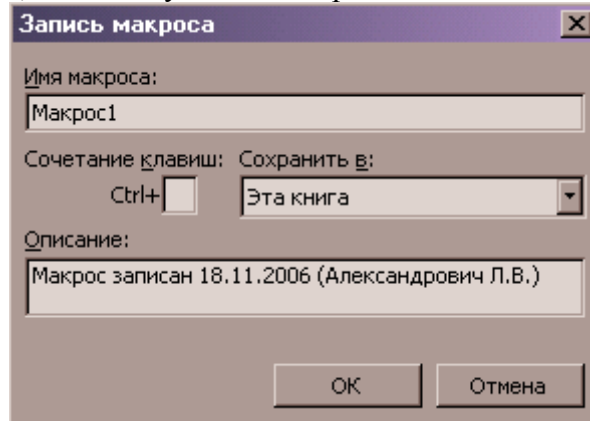 Запись макроса
Имя макроса:
Макрос1
Сочетание клавиш: Сохранить в:
Ctrl+ Эта книга
Описание:
Макрос записан 18.11.2006 (Александрович Л.В.)
ОК Отмена